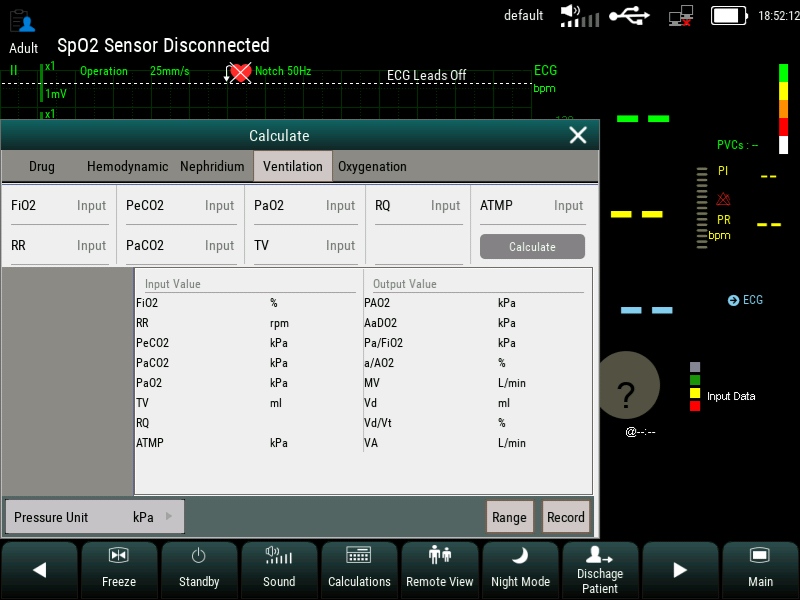 default
18:52:12
Adult
SpO2 Sensor Disconnected
II
x1
Operation
25mm/s
Notch 50Hz
ECG Leads Off
ECG
1mV
bpm
x1
Calculate
PVCs : --
Drug
Hemodynamic
Nephridium
Ventilation
Oxygenation
PI
--
FiO2
Input
PeCO2
Input
PaO2
Input
RQ
Input
ATMP
Input
PR
--
bpm
RR
Input
PaCO2
Input
TV
Input
Calculate
Input Value
Output Value
FiO2
%
PAO2
kPa
RR
rpm
AaDO2
kPa
PeCO2
kPa
Pa/FiO2
kPa
PaCO2
kPa
a/AO2
%
PaO2
kPa
MV
L/min
TV
ml
Vd
ml
RQ
Vd/Vt
%
ATMP
kPa
VA
L/min
ECG
?
Input Data
@--:--
Pressure Unit
kPa
Range
Record
Freeze
Standby
Sound
Calculations
Remote View
Night Mode
Dischage
Patient
Main